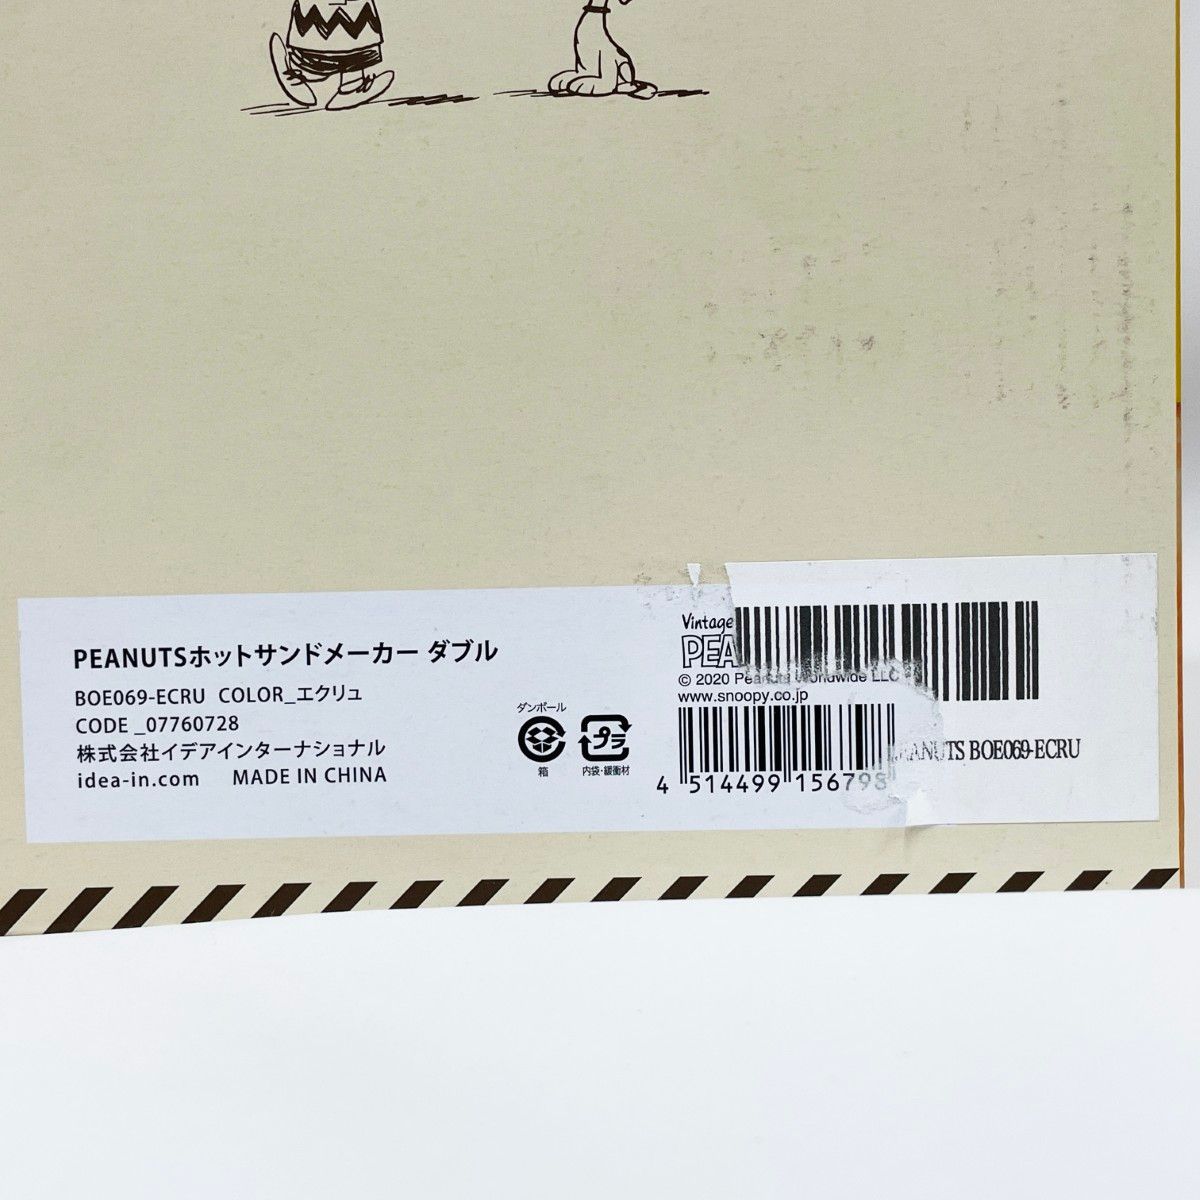 PEANUTSホットサンドメーカー ダブル
BOE069-ECRU COLOR_エクリュ
CODE _07760728
株式会社イデアインターナショナル
idea-in.com MADE IN CHINA
ダンボール
箱
プラ
内袋・緩衝材
Vintage
PEA
© 2020 Peanuts Worldwide LLC
www.snoopy.co.jp
4 514499 156798
PEANUTS BOE069-ECRU